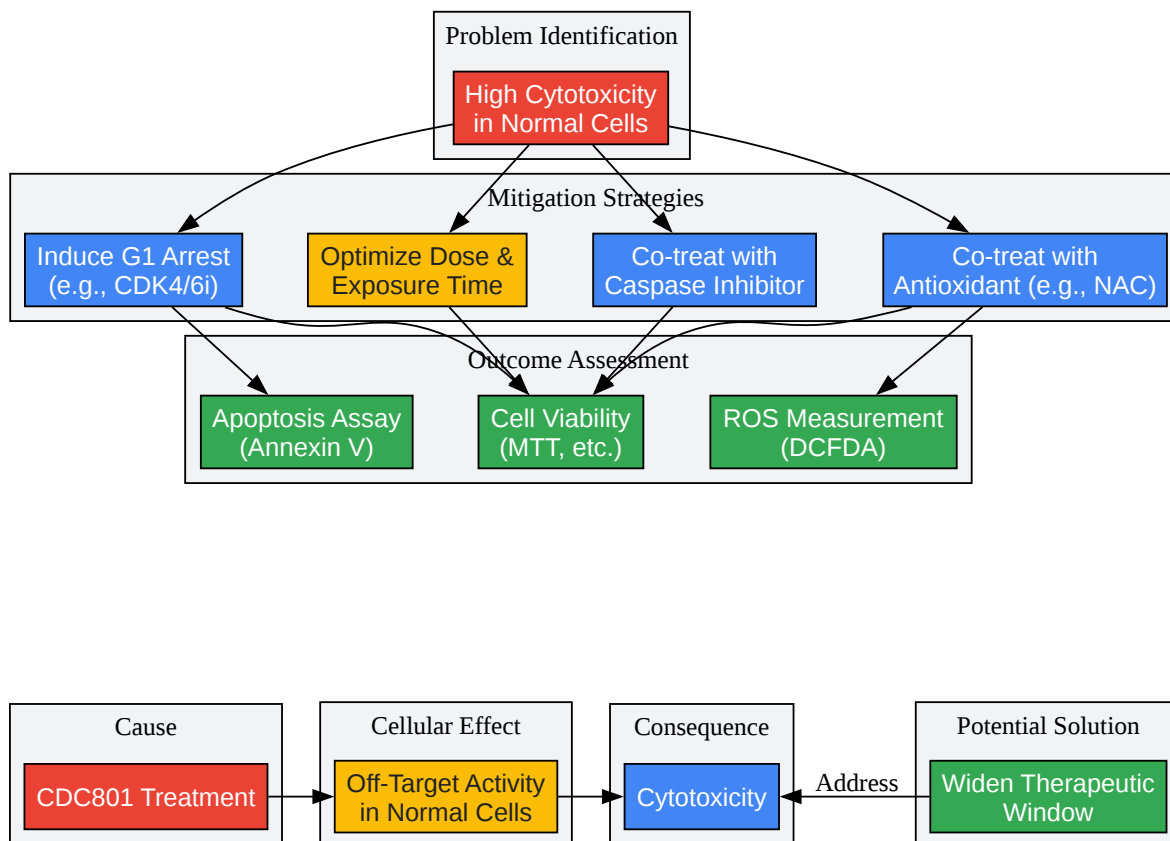 Problem Identification
High Cytotoxicity
in Normal Cells
Mitigation Strategies
Induce G1 Arrest
(e.g., CDK4/6i)
Optimize Dose &
Exposure Time
Co-treat with
Caspase Inhibitor
Co-treat with
Antioxidant (e.g., NAC)
Outcome Assessment
Apoptosis Assay
(Annexin V)
Cell Viability
(MTT, etc.)
ROS Measurement
(DCFDA)
Cause
CDC801 Treatment
Cellular Effect
Off-Target Activity
in Normal Cells
Consequence
Cytotoxicity
Address
Potential Solution
Widen Therapeutic
Window